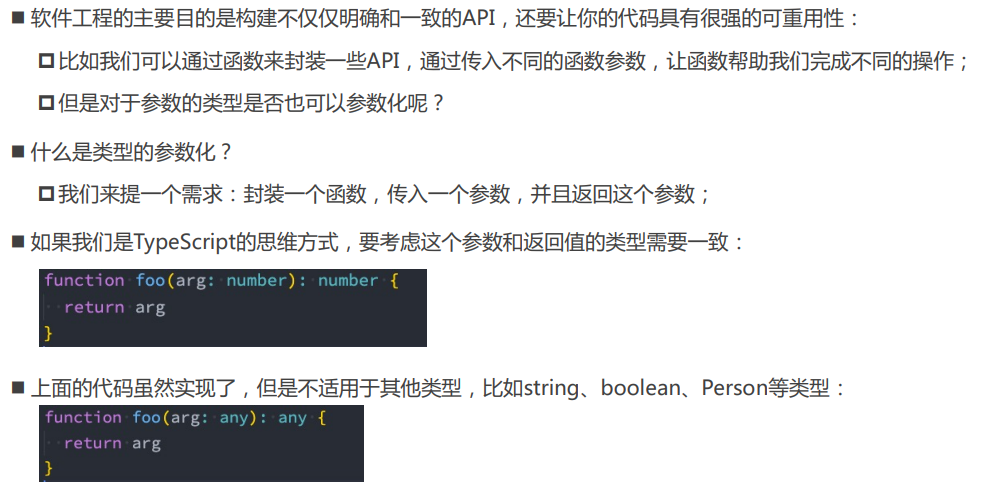 ■ 软件工程的主要目的是构建不仅仅明确和一致的API，还要让你的代码具有很强的可重用性：
❑ 比如我们可以通过函数来封装一些API，通过传入不同的函数参数，让函数帮助我们完成不同的操作；
❑ 但是对于参数的类型是否也可以参数化呢？
■ 什么是类型的参数化？
❑ 我们来提一个需求：封装一个函数，传入一个参数，并且返回这个参数；
■ 如果我们是TypeScript的思维方式，要考虑这个参数和返回值的类型需要一致：
function foo(arg: number): number {
  return arg
}
■ 上面的代码虽然实现了，但是不适用于其他类型，比如string、boolean、Person等类型：
function foo(arg: any): any {
  return arg
}